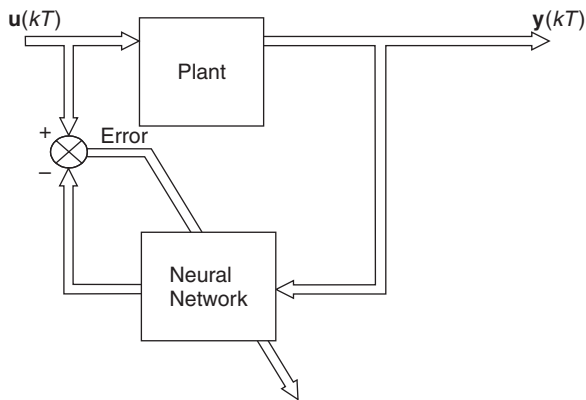 u(kT)
y(kT)
Plant
+
Error
−
Neural
Network